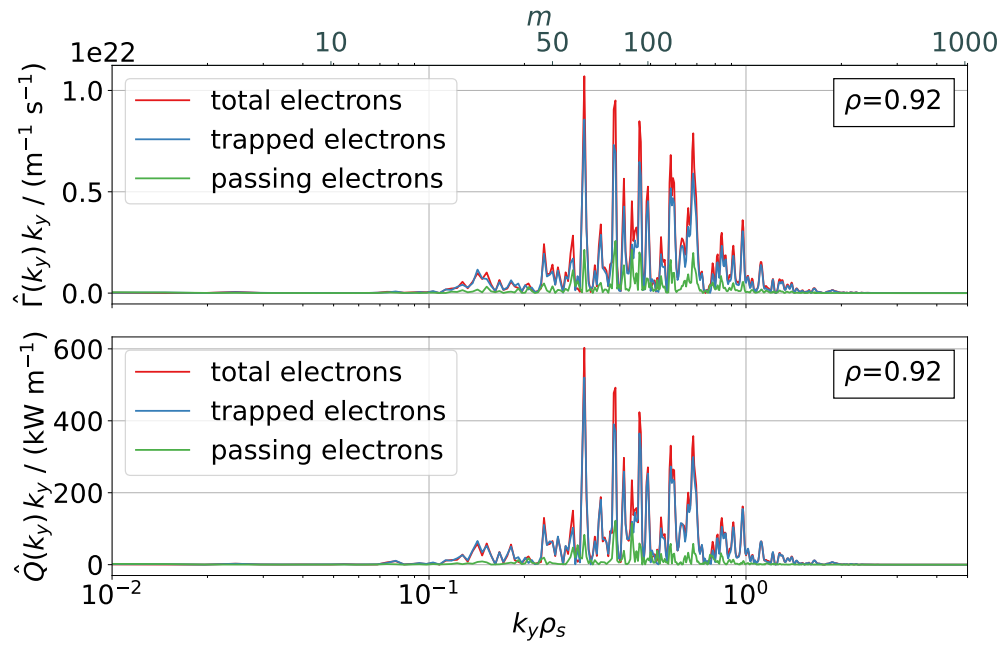 m
10 50 100 1000
1e22
1.0
0.5
0.0
Γ̂(k_y) k_y / (m⁻¹ s⁻¹)
total electrons
trapped electrons
passing electrons
ρ=0.92
600
400
200
0
Q̂(k_y) k_y / (kW m⁻¹)
total electrons
trapped electrons
passing electrons
ρ=0.92
10⁻² 10⁻¹ 10⁰
k_yρ_s